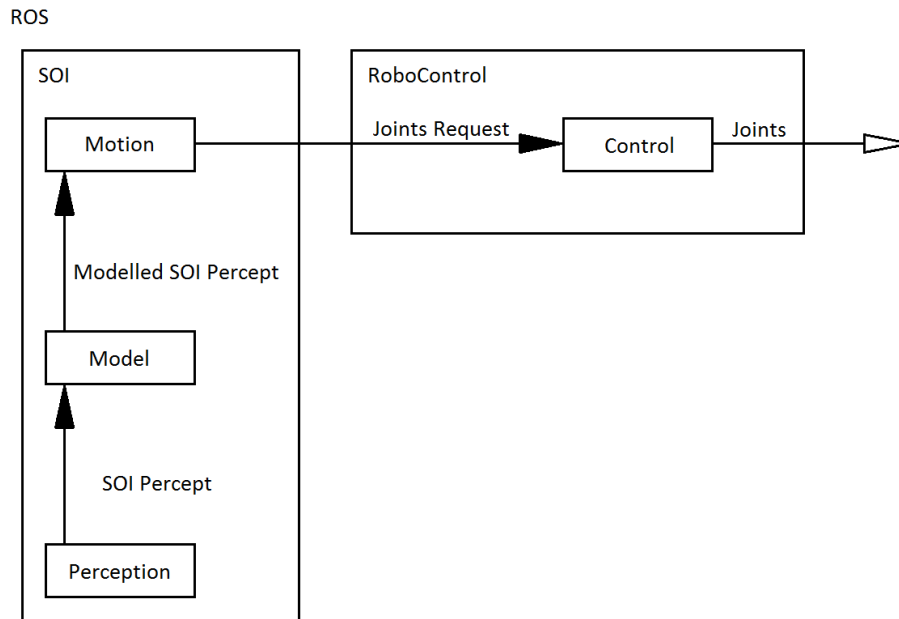 ROS
SOI
RoboControl
Motion
Joints Request
Control
Joints
Modelled SOI Percept
Model
SOI Percept
Perception